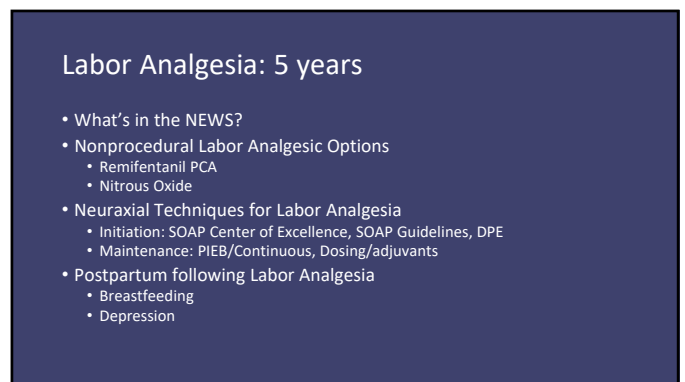 Labor Analgesia: 5 years
• What's in the NEWS?
• Nonprocedural Labor Analgesic Options
• Remifentanil PCA
• Nitrous Oxide
• Neuraxial Techniques for Labor Analgesia
• Initiation: SOAP Center of Excellence, SOAP Guidelines, DPE
• Maintenance: PIEB/Continuous, Dosing/adjuvants
• Postpartum following Labor Analgesia
• Breastfeeding
• Depression